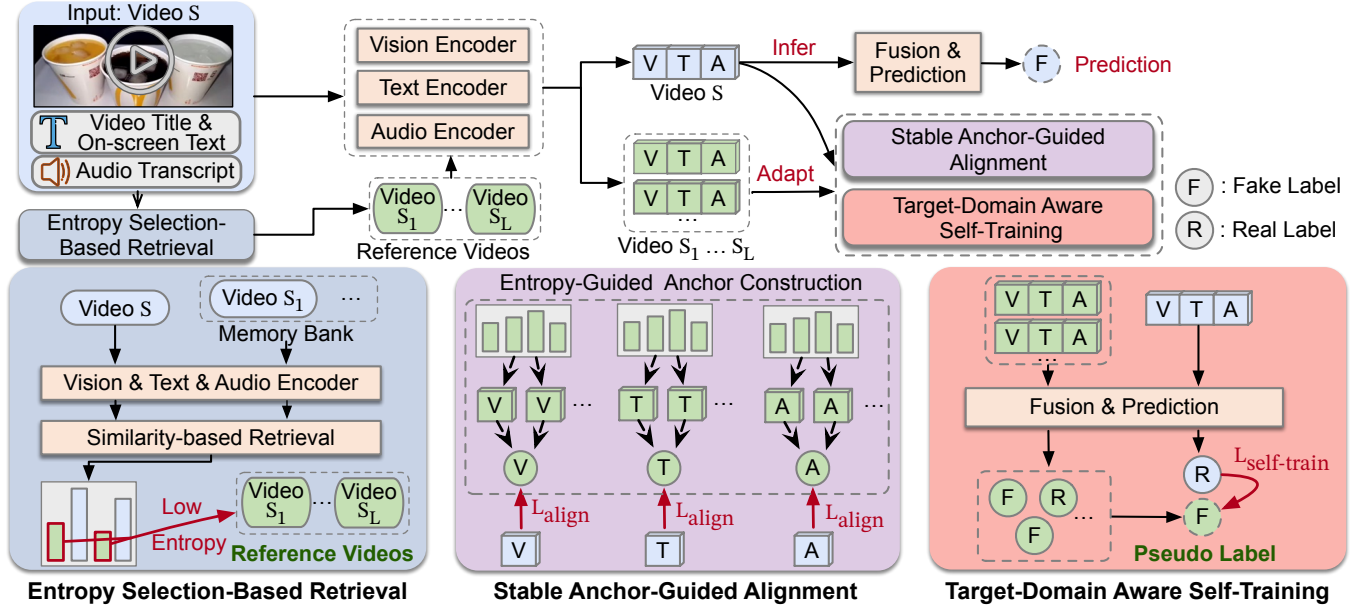 Input: Video S
T
Video Title &
On-screen Text
Audio Transcript
Entropy Selection-
Based Retrieval
Vision Encoder
Text Encoder
Audio Encoder
Video
S1
...
Video
SL
Reference Videos
V T A
Video S
V T A
V T A
...
Video S1 ... SL
Infer
Adapt
Fusion &
Prediction
F
Prediction
Stable Anchor-Guided
Alignment
Target-Domain Aware
Self-Training
F : Fake Label
R : Real Label
Video S
Video S1
...
Memory Bank
Vision & Text & Audio Encoder
Similarity-based Retrieval
Low
Entropy
Video
S1
...
Video
SL
Reference Videos
Entropy Selection-Based Retrieval
Entropy-Guided Anchor Construction
V V ... T T ... A A ...
V T A
Lalign Lalign Lalign
V T A
Stable Anchor-Guided Alignment
V T A
V T A
...
V T A
Fusion & Prediction
F R
F
...
R
Lself-train
F
Pseudo Label
Target-Domain Aware Self-Training